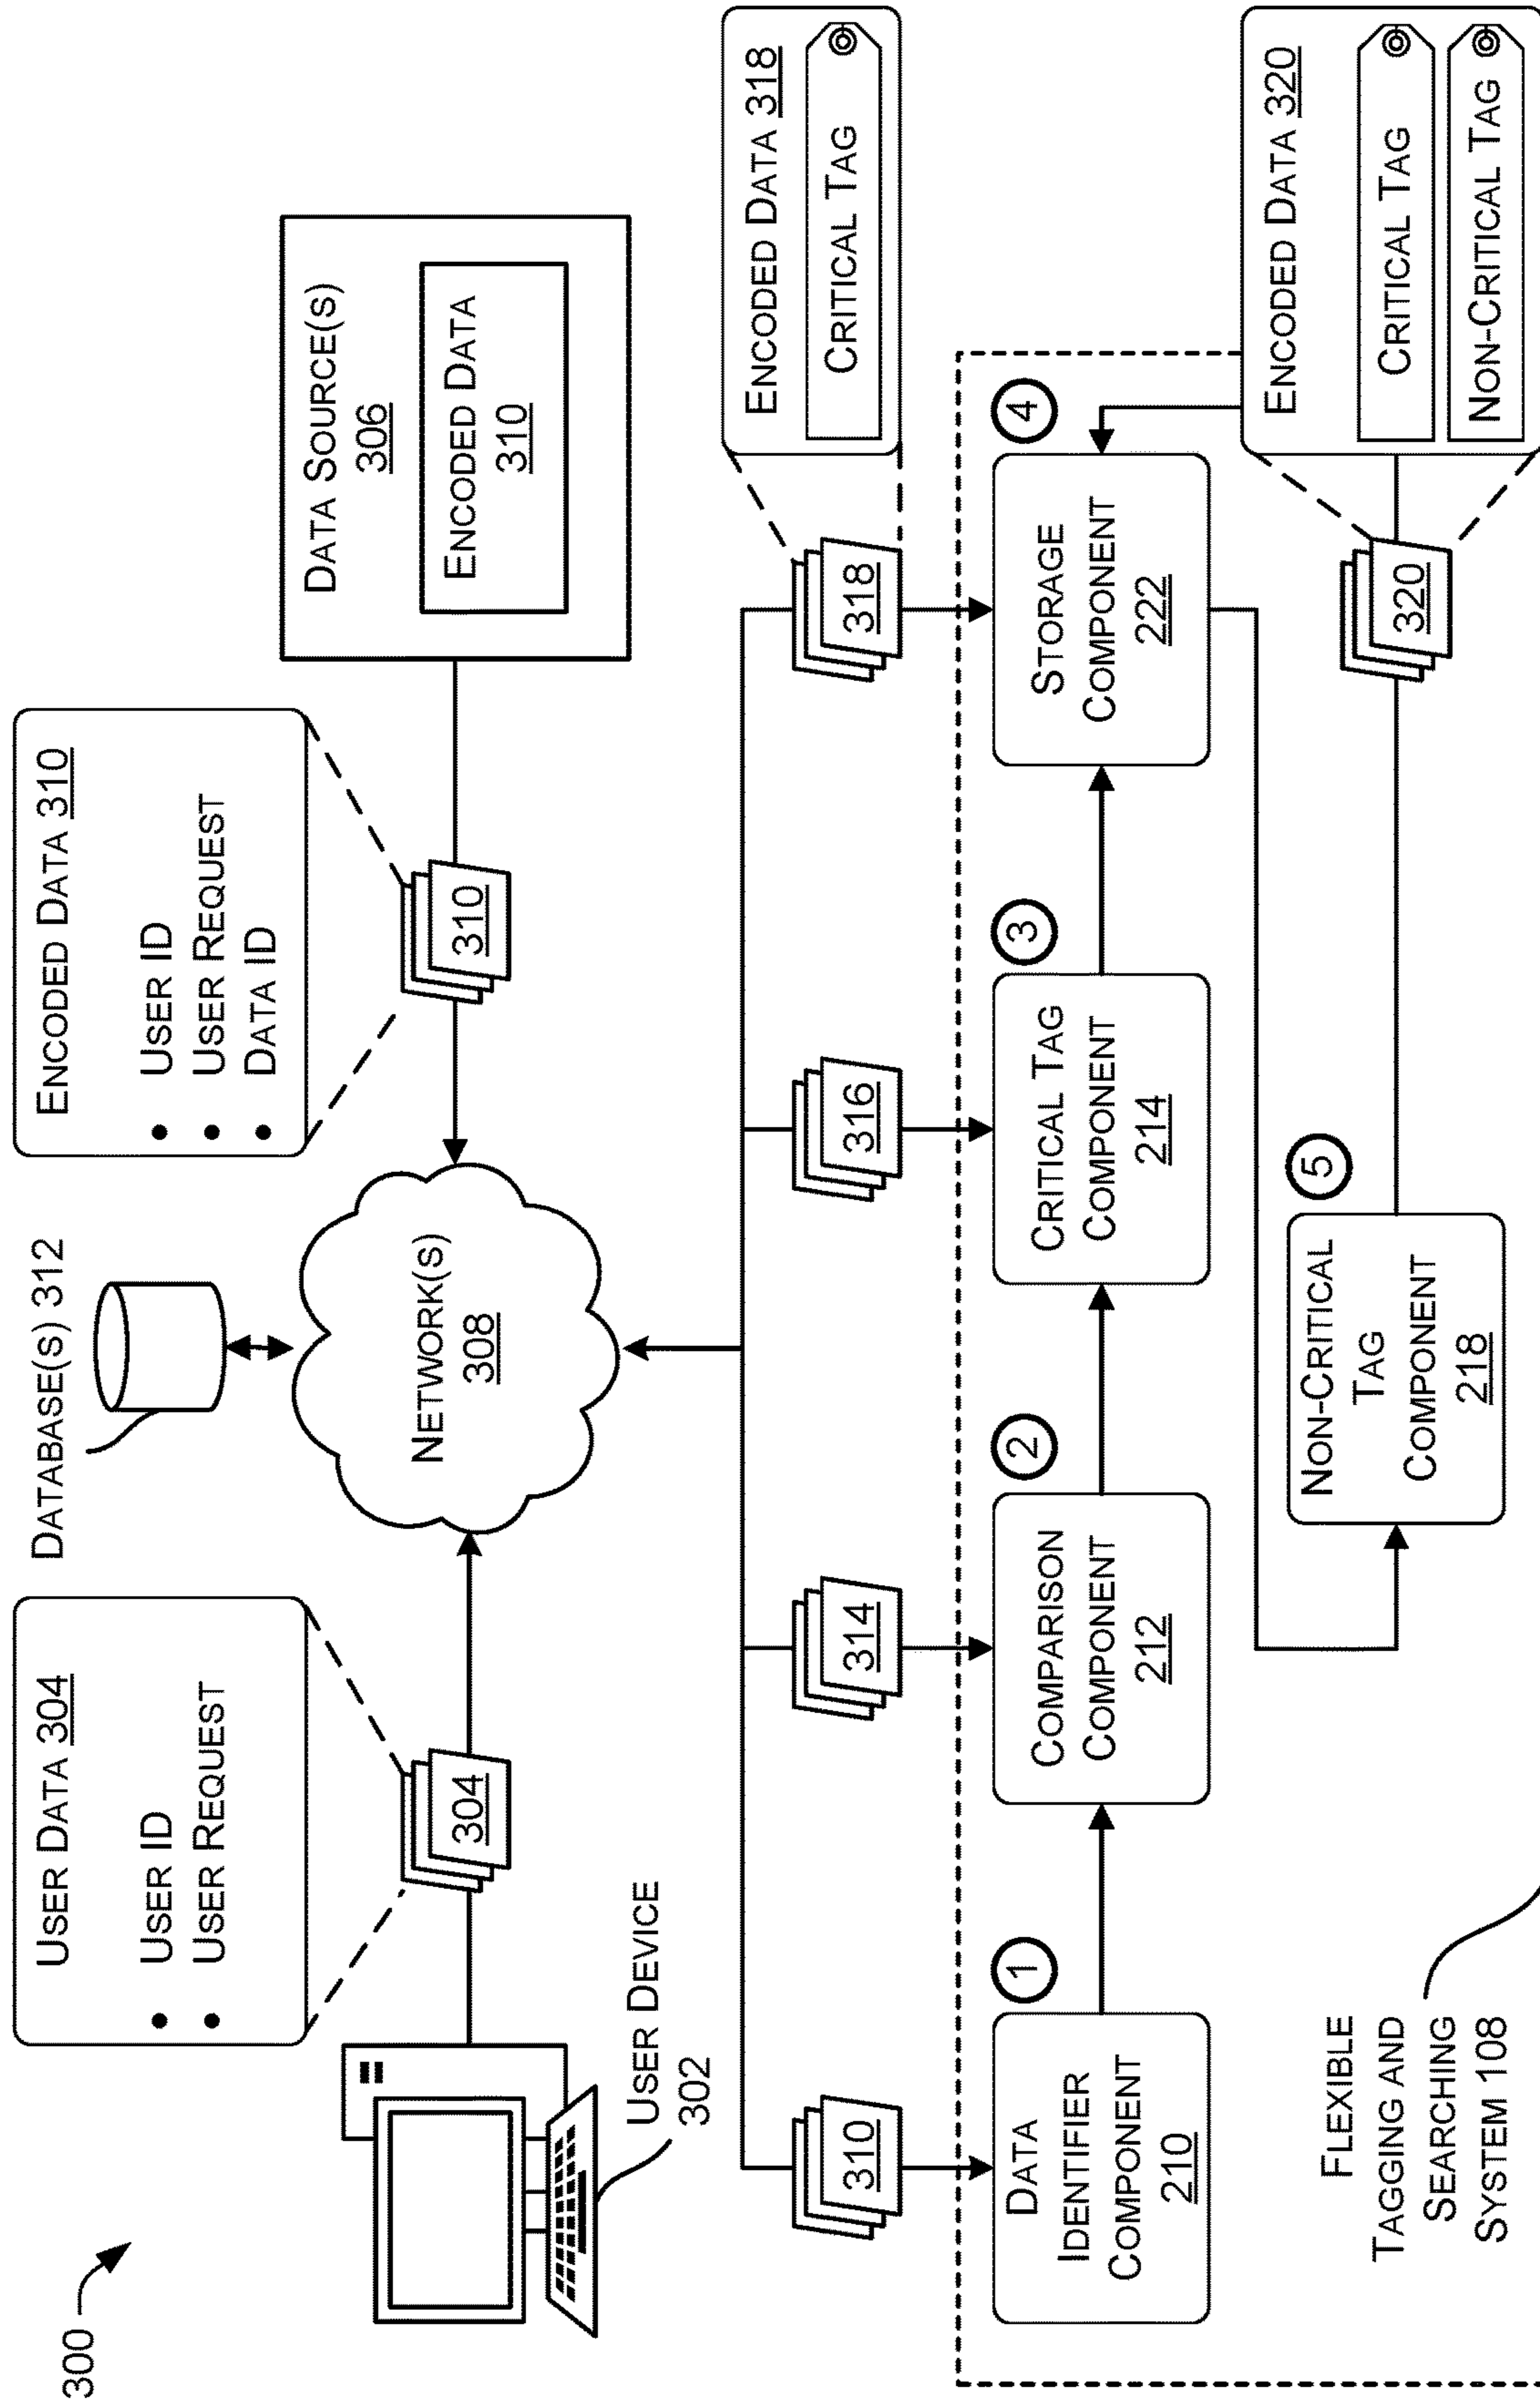 300
USER DATA 304
• USER ID
• USER REQUEST
304
USER DEVICE
302
DATABASE(S) 312
NETWORK(S)
308
ENCODED DATA 310
• USER ID
• USER REQUEST
• DATA ID
310
DATA SOURCE(S)
306
ENCODED DATA
310
310
314
316
318
ENCODED DATA 318
CRITICAL TAG
1
DATA
IDENTIFIER
COMPONENT
210
2
COMPARISON
COMPONENT
212
3
CRITICAL TAG
COMPONENT
214
4
STORAGE
COMPONENT
222
5
NON-CRITICAL
TAG
COMPONENT
218
320
ENCODED DATA 320
CRITICAL TAG
NON-CRITICAL TAG
FLEXIBLE
TAGGING AND
SEARCHING
SYSTEM 108